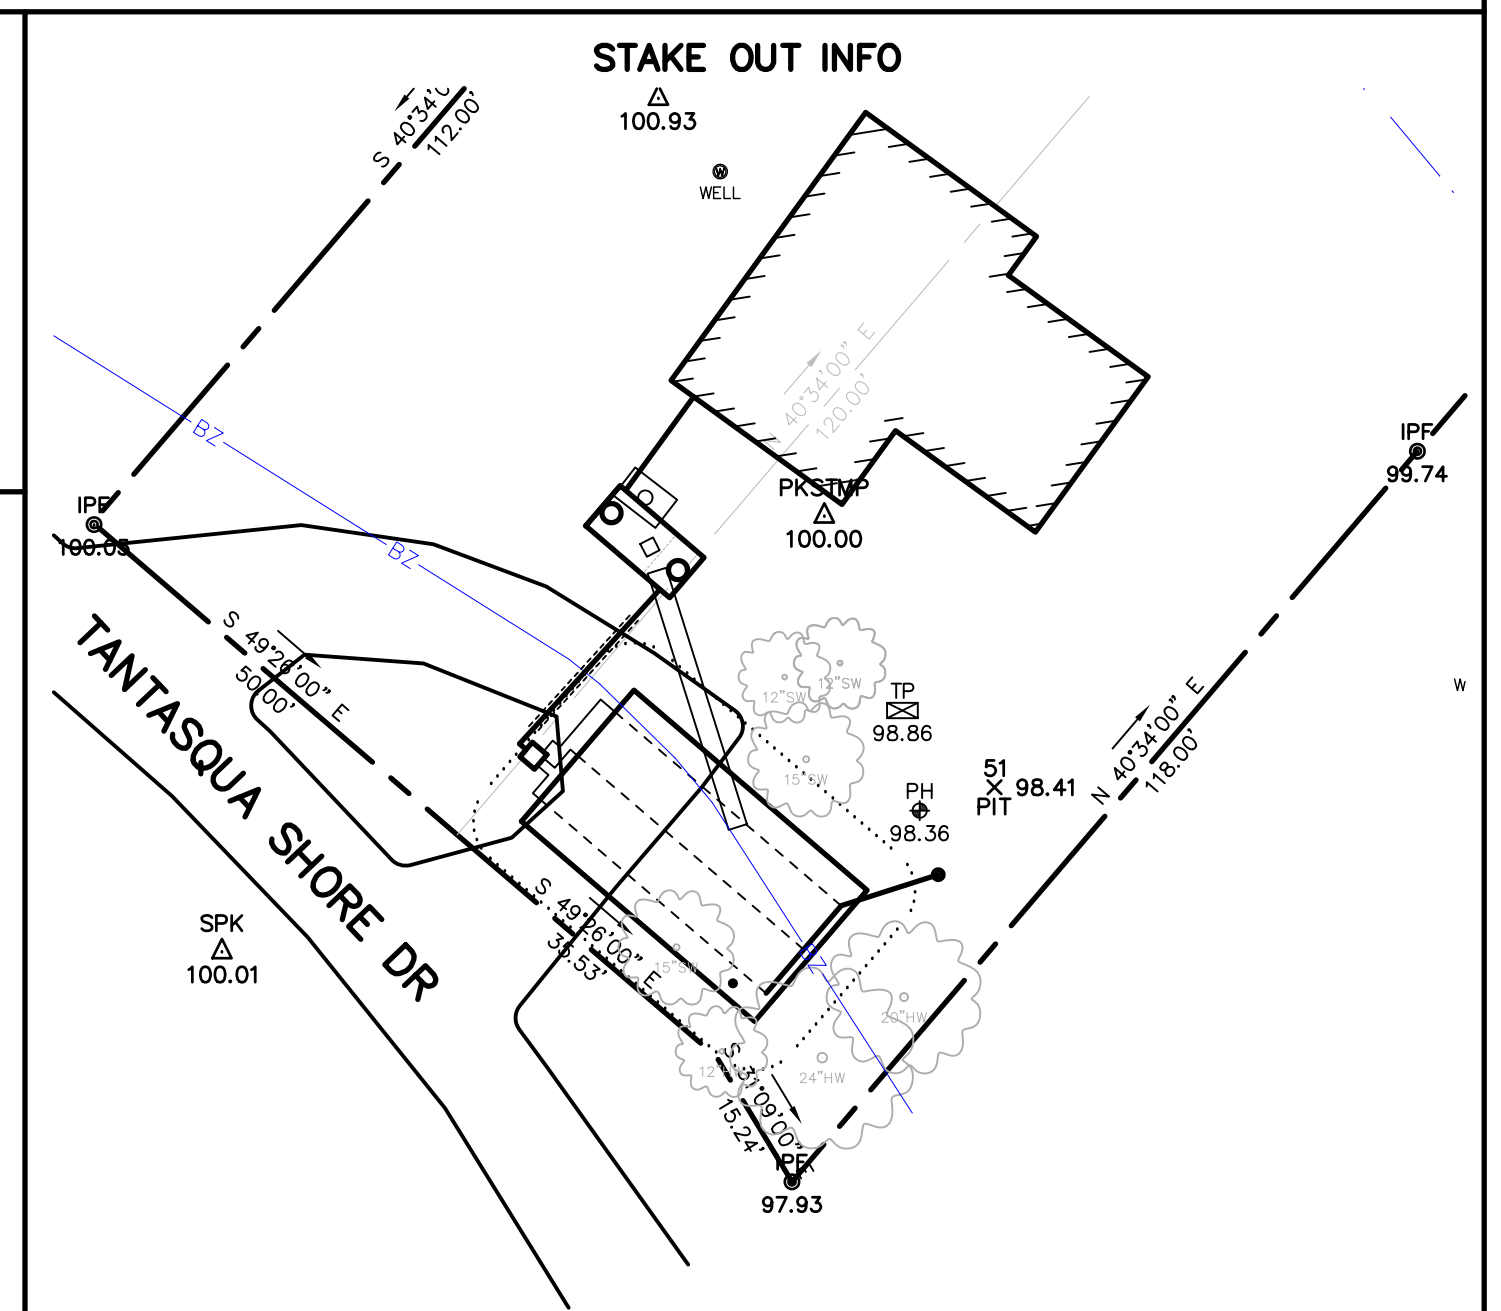 STAKE OUT INFO
S 40°34'0
112.00'
100.93
W
WELL
N 40°34'00" E
120.00'
BZ
BZ
IPF
100.05
PKSTMP
100.00
IPF
99.74
S 49°26'00" E
50.00'
TANTASQUA SHORE DR
12"SW
12"SW
15"SW
TP
98.86
W
51
98.41
PIT
PH
98.36
N 40°34'00" E
118.00'
S 49°26'00" E
35.53'
SPK
100.01
15"SW
BZ
20"HW
12"HW
24"HW
S 31°09'00"
15.24'
IPF
97.93